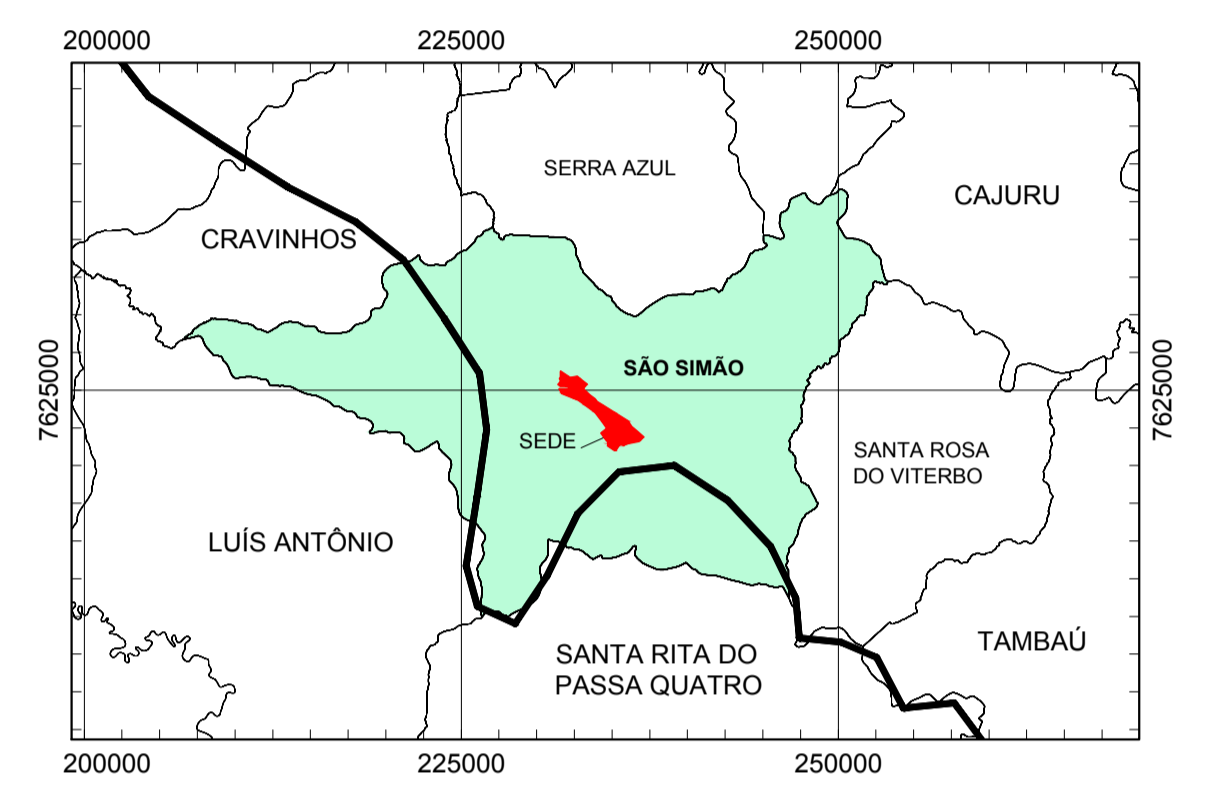 200000 225000 250000
SERRA AZUL
CAJURU
CRAVINHOS
SÃO SIMÃO
7625000
7625000
SEDE
SANTA ROSA
DO VITERBO
LUÍS ANTÔNIO
TAMBAÚ
SANTA RITA DO
PASSA QUATRO
200000 225000 250000